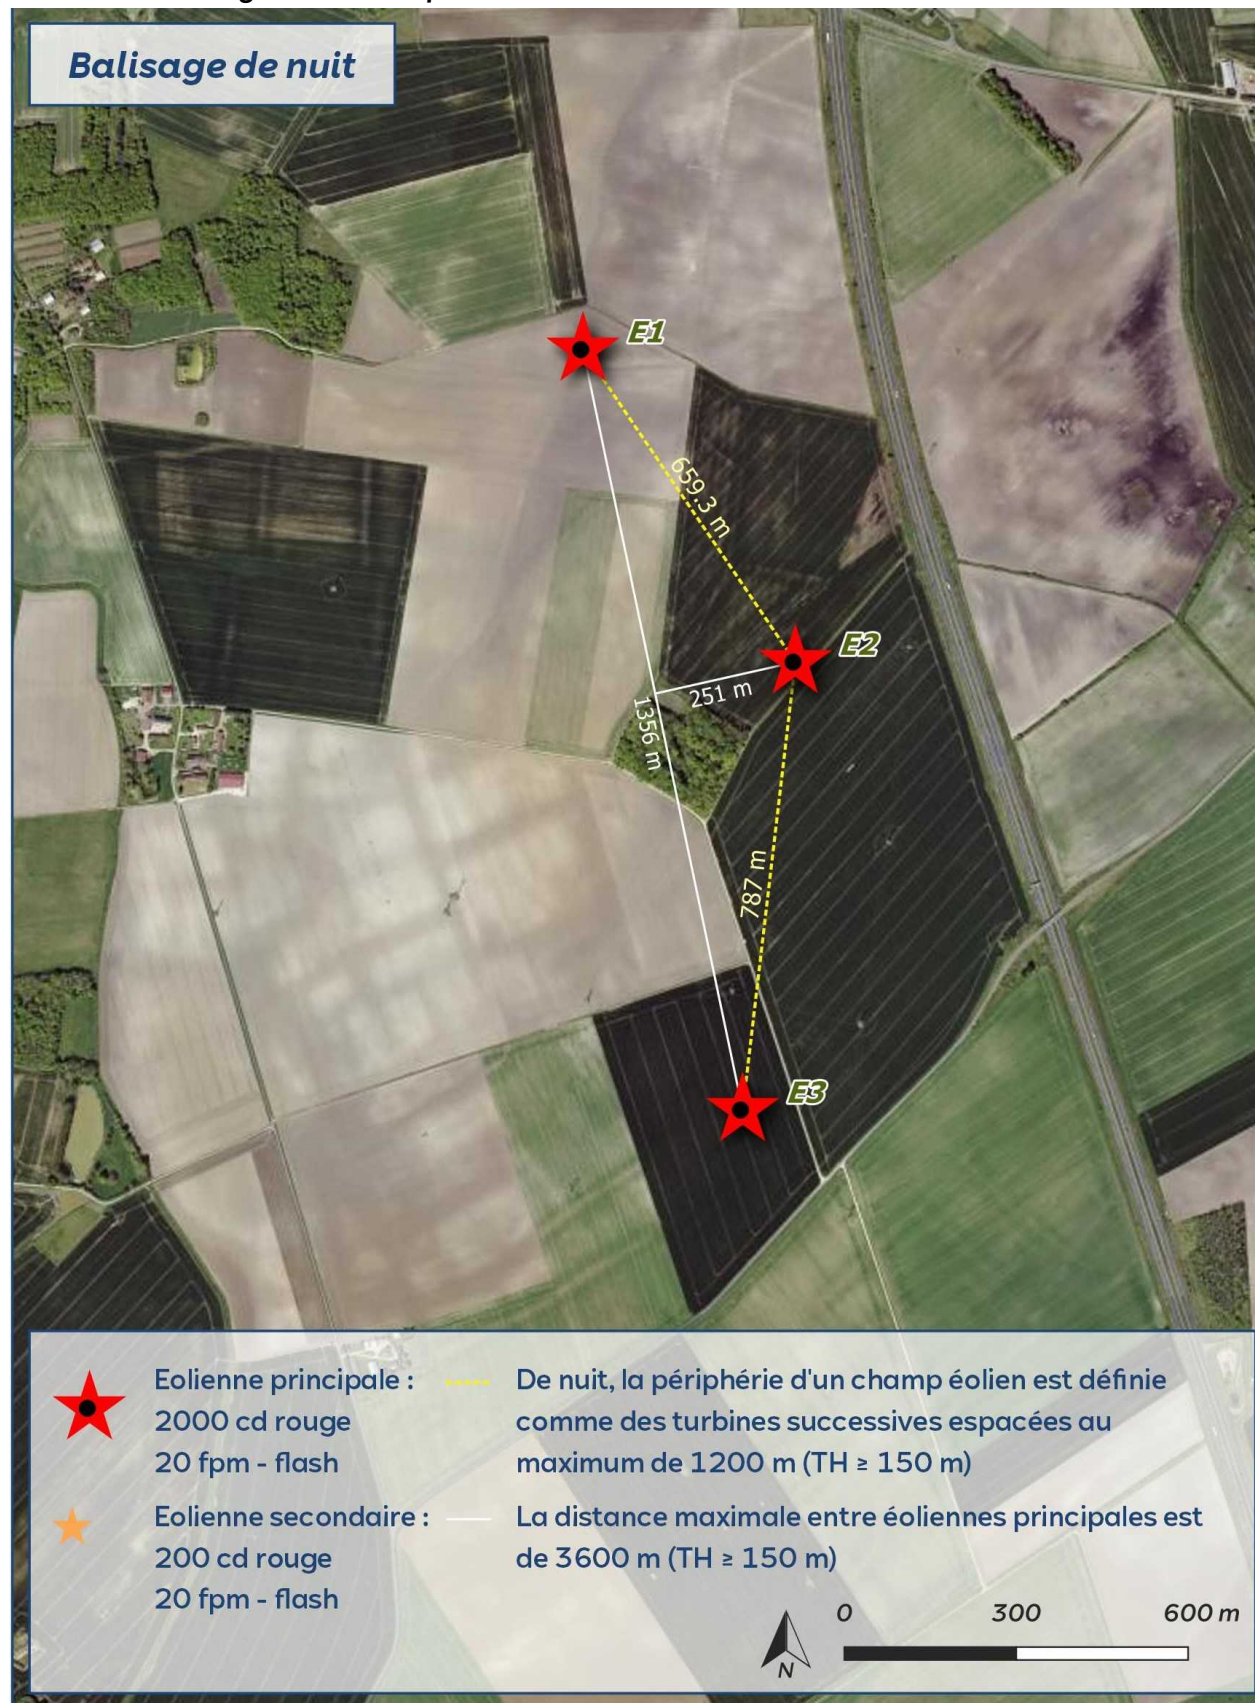 Balisage de nuit
E1
659.3 m
E2
251 m
1356 m
787 m
E3
Eolienne principale :
2000 cd rouge
20 fpm - flash
De nuit, la périphérie d'un champ éolien est définie
comme des turbines successives espacées au
maximum de 1200 m (TH ≥ 150 m)
Eolienne secondaire :
200 cd rouge
20 fpm - flash
La distance maximale entre éoliennes principales est
de 3600 m (TH ≥ 150 m)
0 300 600 m
N